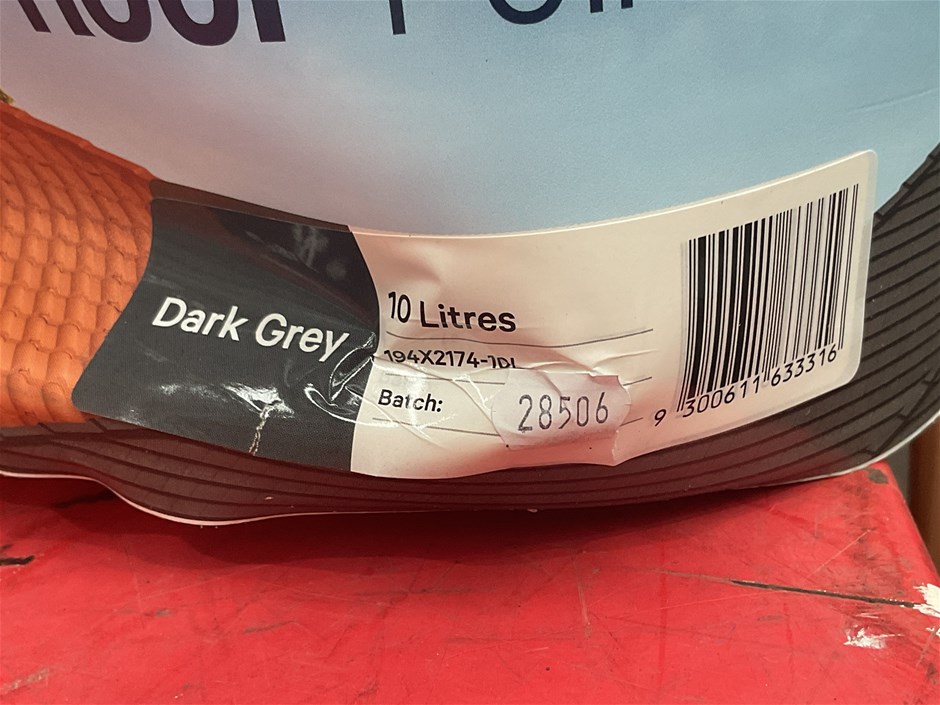 Dark Grey
10 Litres
194X2174-10L
Batch: 28506
9 300611 633316